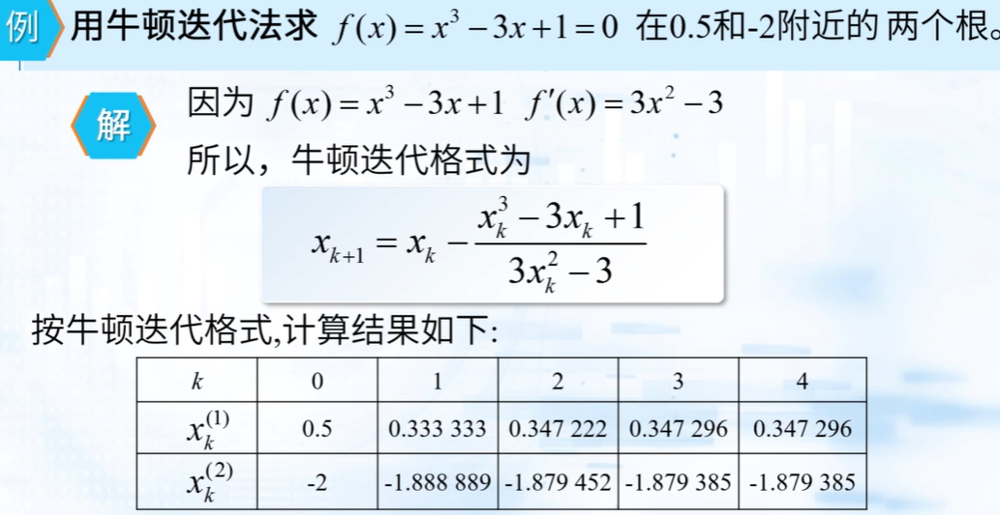 例 用牛顿迭代法求 f(x)=x³−3x+1=0 在0.5和-2附近的两个根。
解
因为 f(x)=x³−3x+1 f′(x)=3x²−3
所以，牛顿迭代格式为
x_{k+1} = x_k − \frac{x_k^3−3x_k+1}{3x_k^2−3}
按牛顿迭代格式,计算结果如下:
k 0 1 2 3 4
x_k^{(1)} 0.5 0.333 333 0.347 222 0.347 296 0.347 296
x_k^{(2)} -2 -1.888 889 -1.879 452 -1.879 385 -1.879 385